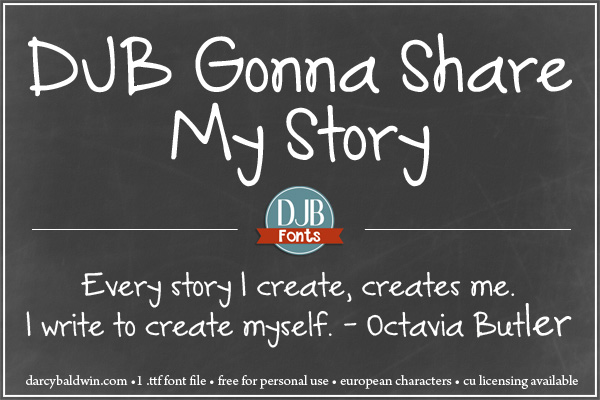 DJB Gonna Share
My Story
DJB
Fonts
Every story I create, creates me.
I write to create myself. - Octavia Butler
darcybaldwin.com • 1 .ttf font file • free for personal use • european characters • cu licensing available